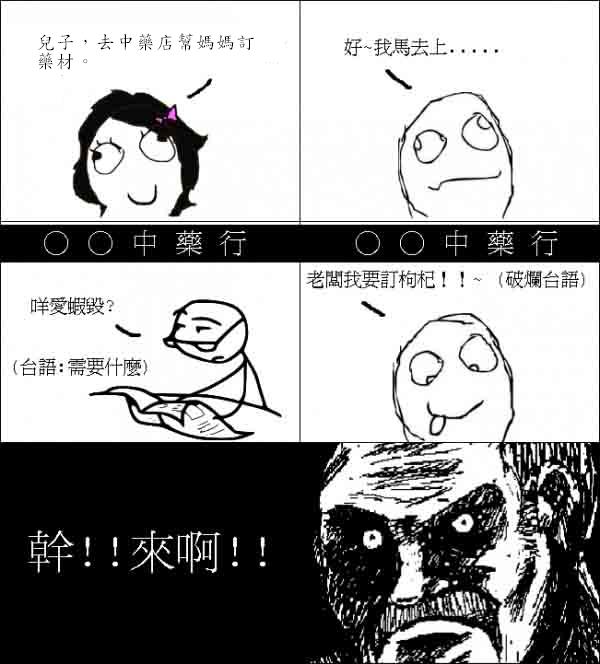 兒子，去中藥店幫媽媽訂
藥材。
好~我馬去上.....
○○中藥行
○○中藥行
咩愛蝦毀?
(台語:需要什麼)
老闆我要訂枸杞！！~ (破爛台語)
幹!!來啊!!